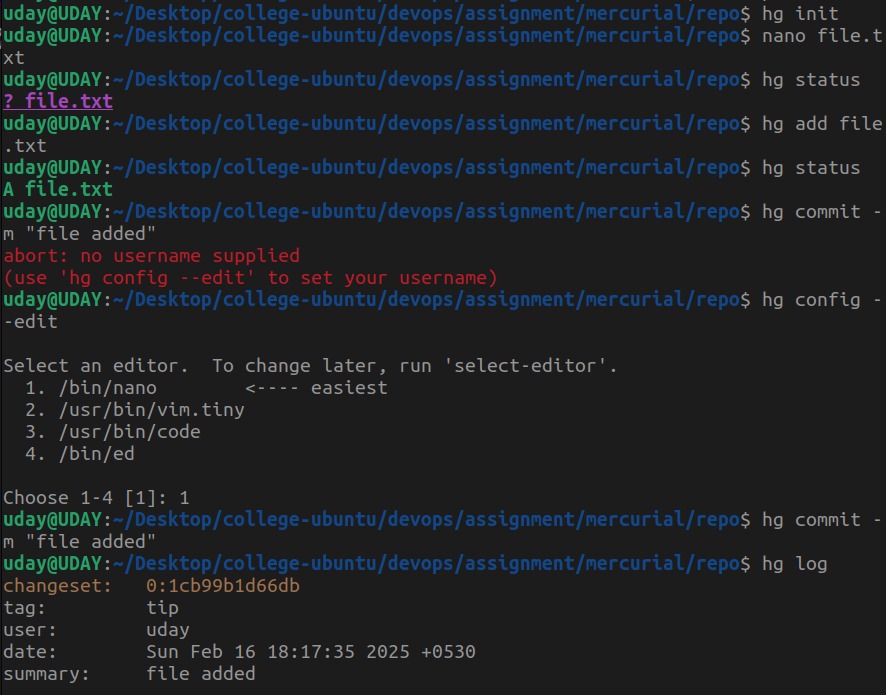 uday@UDAY:~/Desktop/college-ubuntu/devops/assignment/mercurial/repo$ hg init
uday@UDAY:~/Desktop/college-ubuntu/devops/assignment/mercurial/repo$ nano file.t
xt
uday@UDAY:~/Desktop/college-ubuntu/devops/assignment/mercurial/repo$ hg status
? file.txt
uday@UDAY:~/Desktop/college-ubuntu/devops/assignment/mercurial/repo$ hg add file
.txt
uday@UDAY:~/Desktop/college-ubuntu/devops/assignment/mercurial/repo$ hg status
A file.txt
uday@UDAY:~/Desktop/college-ubuntu/devops/assignment/mercurial/repo$ hg commit -
m "file added"
abort: no username supplied
(use 'hg config --edit' to set your username)
uday@UDAY:~/Desktop/college-ubuntu/devops/assignment/mercurial/repo$ hg config -
-edit
Select an editor.  To change later, run 'select-editor'.
  1. /bin/nano        <---- easiest
  2. /usr/bin/vim.tiny
  3. /usr/bin/code
  4. /bin/ed
Choose 1-4 [1]: 1
uday@UDAY:~/Desktop/college-ubuntu/devops/assignment/mercurial/repo$ hg commit -
m "file added"
uday@UDAY:~/Desktop/college-ubuntu/devops/assignment/mercurial/repo$ hg log
changeset:   0:1cb99b1d66db
tag:         tip
user:        uday
date:        Sun Feb 16 18:17:35 2025 +0530
summary:     file added